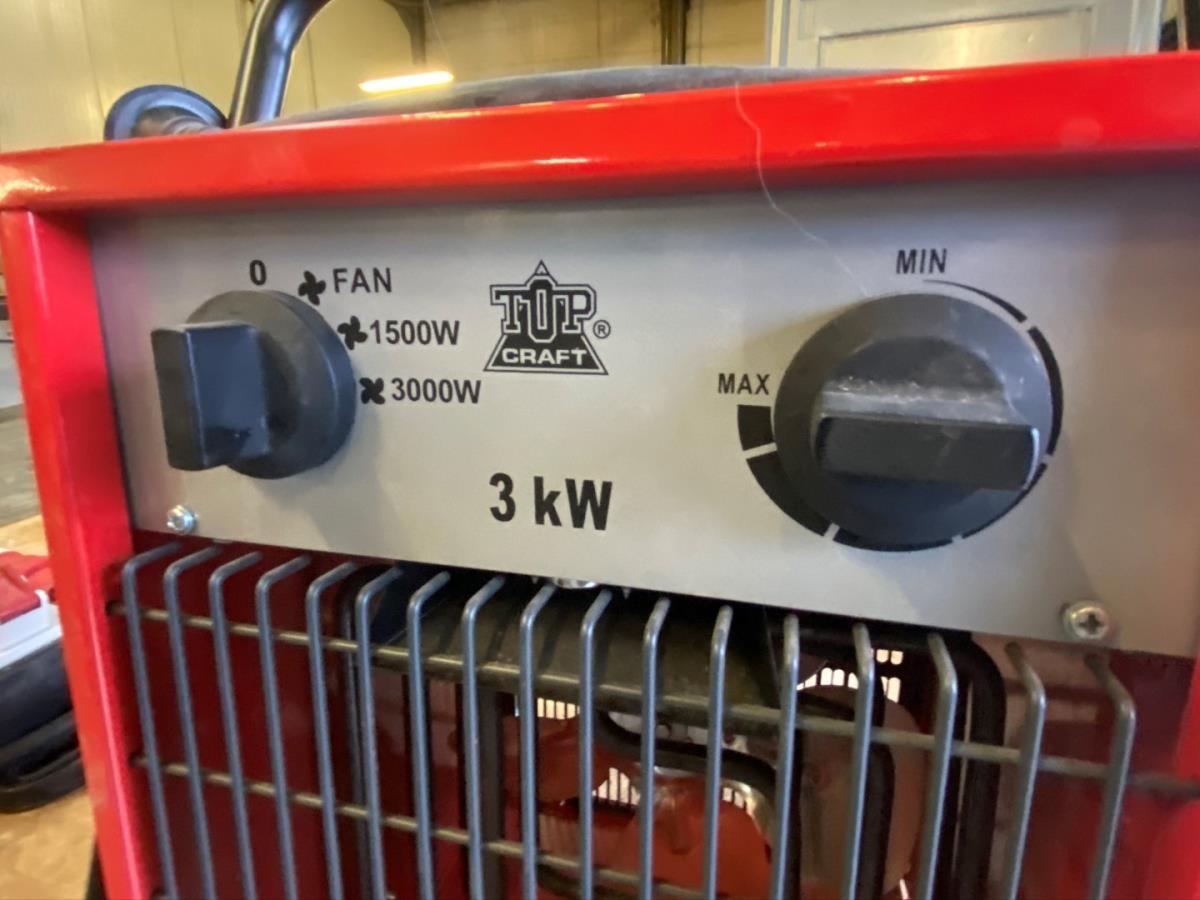 0
FAN
1500W
3000W
TOP®
CRAFT
3 kW
MIN
MAX